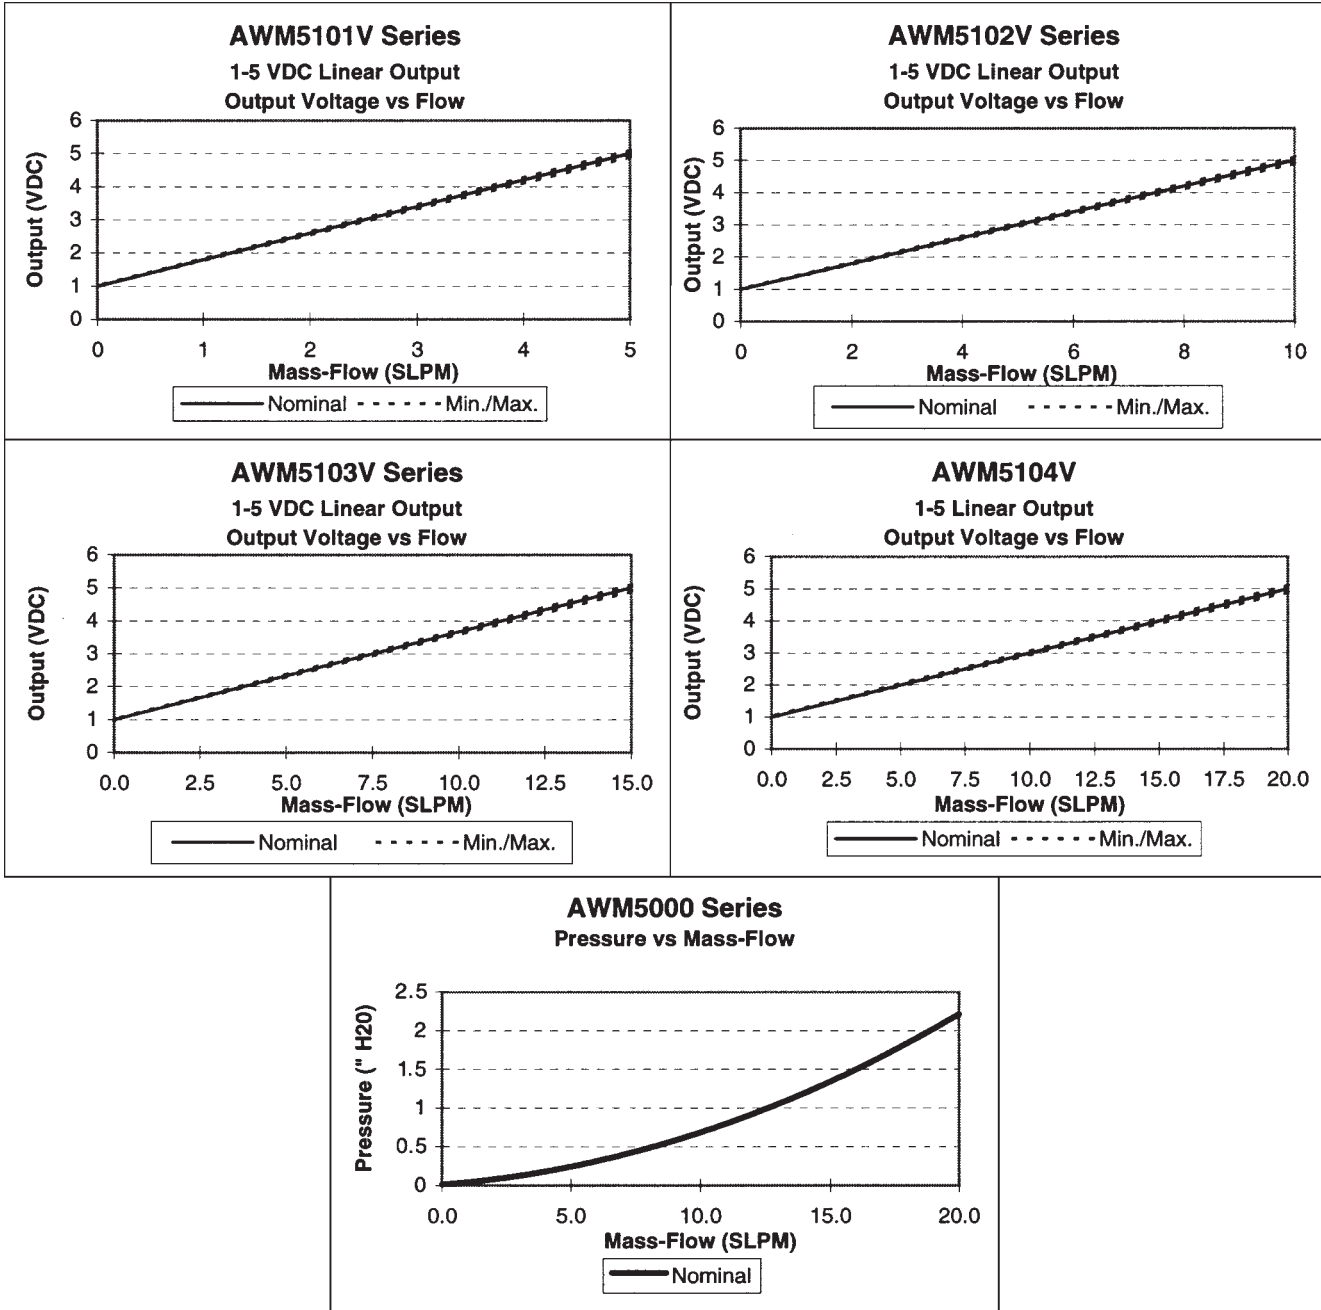 AWM5101V Series
1-5 VDC Linear Output
Output Voltage vs Flow
Output (VDC)
6
5
4
3
2
1
0
0 1 2 3 4 5
Mass-Flow (SLPM)
Nominal Min./Max.
AWM5102V Series
1-5 VDC Linear Output
Output Voltage vs Flow
Output (VDC)
6
5
4
3
2
1
0
0 2 4 6 8 10
Mass-Flow (SLPM)
Nominal Min./Max.
AWM5103V Series
1-5 VDC Linear Output
Output Voltage vs Flow
Output (VDC)
6
5
4
3
2
1
0
0.0 2.5 5.0 7.5 10.0 12.5 15.0
Mass-Flow (SLPM)
Nominal Min./Max.
AWM5104V
1-5 Linear Output
Output Voltage vs Flow
Output (VDC)
6
5
4
3
2
1
0
0.0 2.5 5.0 7.5 10.0 12.5 15.0 17.5 20.0
Mass-Flow (SLPM)
Nominal Min./Max.
AWM5000 Series
Pressure vs Mass-Flow
Pressure (" H20)
2.5
2
1.5
1
0.5
0
0.0 5.0 10.0 15.0 20.0
Mass-Flow (SLPM)
Nominal